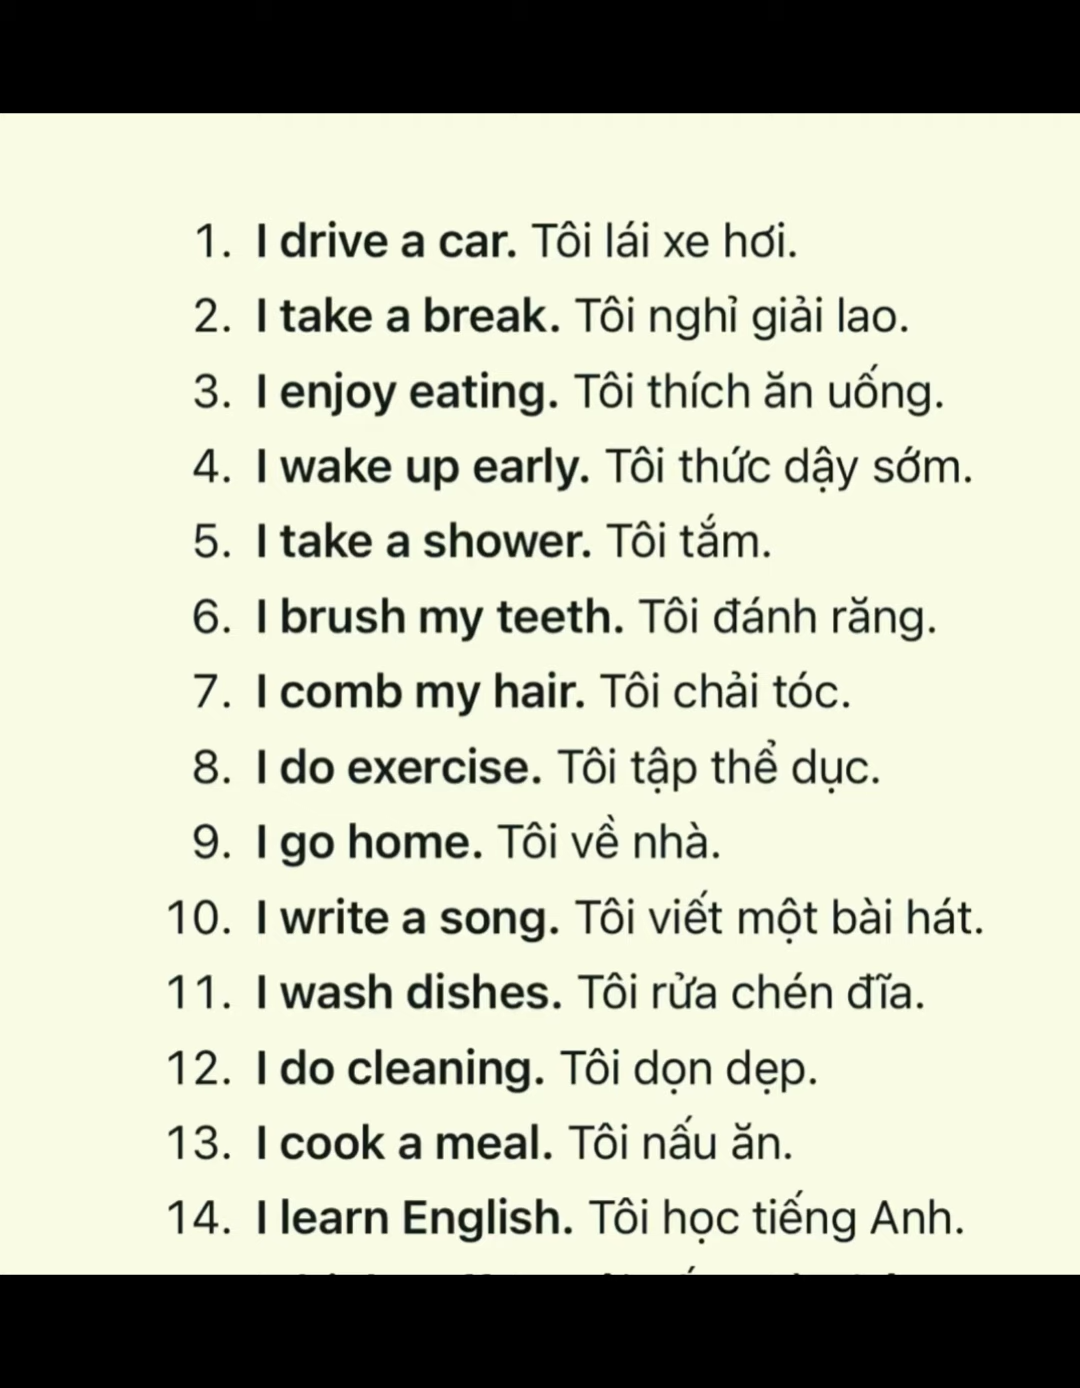 1. I drive a car. Tôi lái xe hơi.
2. I take a break. Tôi nghỉ giải lao.
3. I enjoy eating. Tôi thích ăn uống.
4. I wake up early. Tôi thức dậy sớm.
5. I take a shower. Tôi tắm.
6. I brush my teeth. Tôi đánh răng.
7. I comb my hair. Tôi chải tóc.
8. I do exercise. Tôi tập thể dục.
9. I go home. Tôi về nhà.
10. I write a song. Tôi viết một bài hát.
11. I wash dishes. Tôi rửa chén đĩa.
12. I do cleaning. Tôi dọn dẹp.
13. I cook a meal. Tôi nấu ăn.
14. I learn English. Tôi học tiếng Anh.